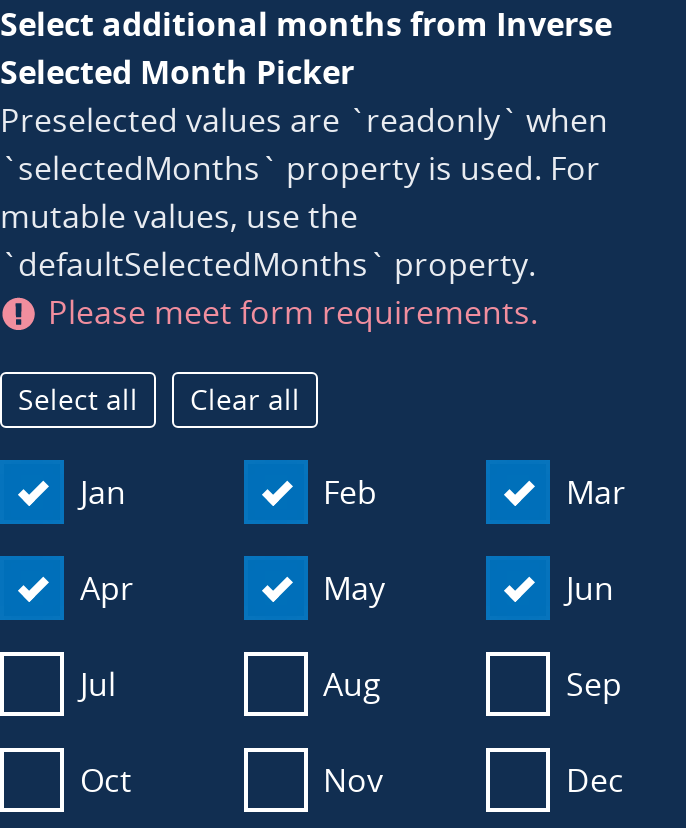 Select additional months from Inverse
Selected Month Picker
Preselected values are `readonly` when
`selectedMonths` property is used. For
mutable values, use the
`defaultSelectedMonths` property.
Please meet form requirements.
Select all Clear all
Jan Feb Mar
Apr May Jun
Jul Aug Sep
Oct Nov Dec